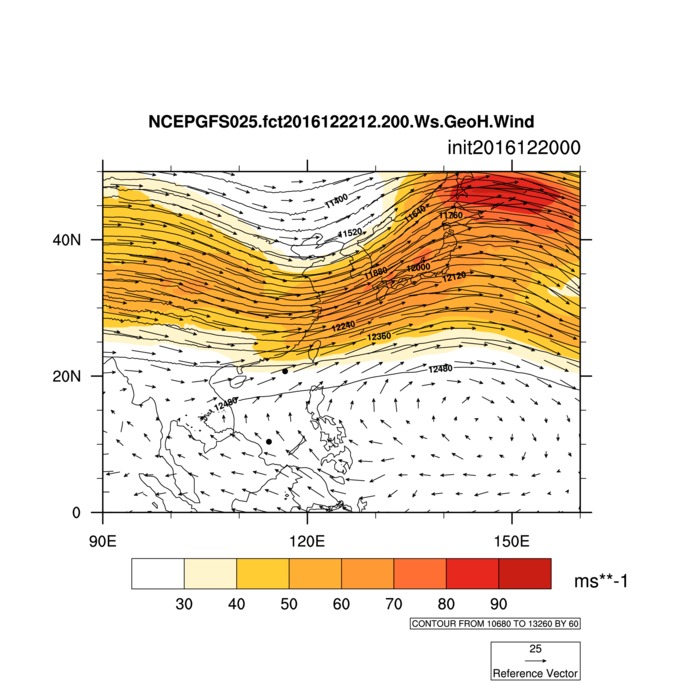 NCEPGFS025.fct2016122212.200.Ws.GeoH.Wind
init2016122000
11400
11640
11760
11520
40N
11880
12000
12120
12240
12360
20N
12480
12480
0
90E 120E 150E
ms**-1
30 40 50 60 70 80 90
CONTOUR FROM 10680 TO 13260 BY 60
25
Reference Vector